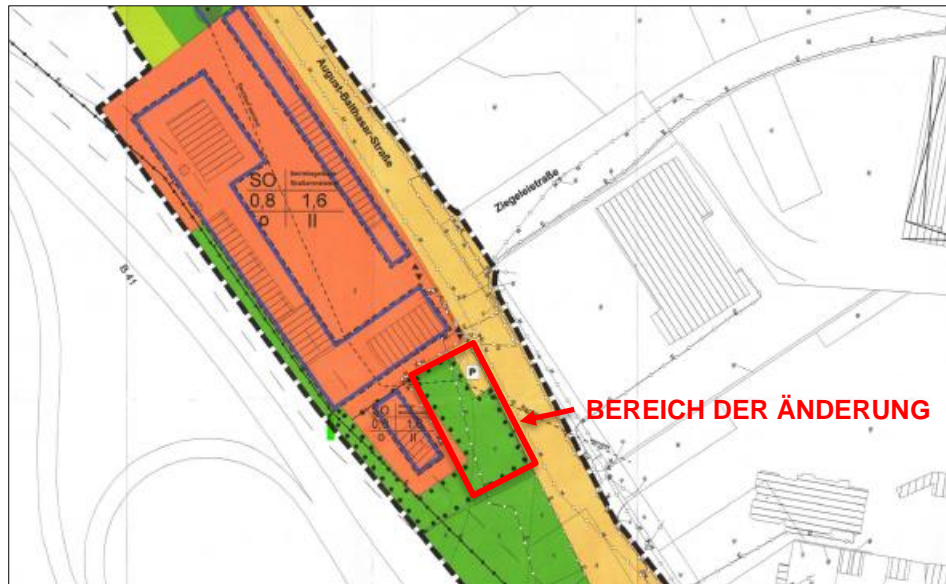 August-Balthasar-Straße
Ziegeleistraße
SO
0,8 1,6
o II
B 41
P
BEREICH DER ÄNDERUNG
SO
0,8 1,6
o II